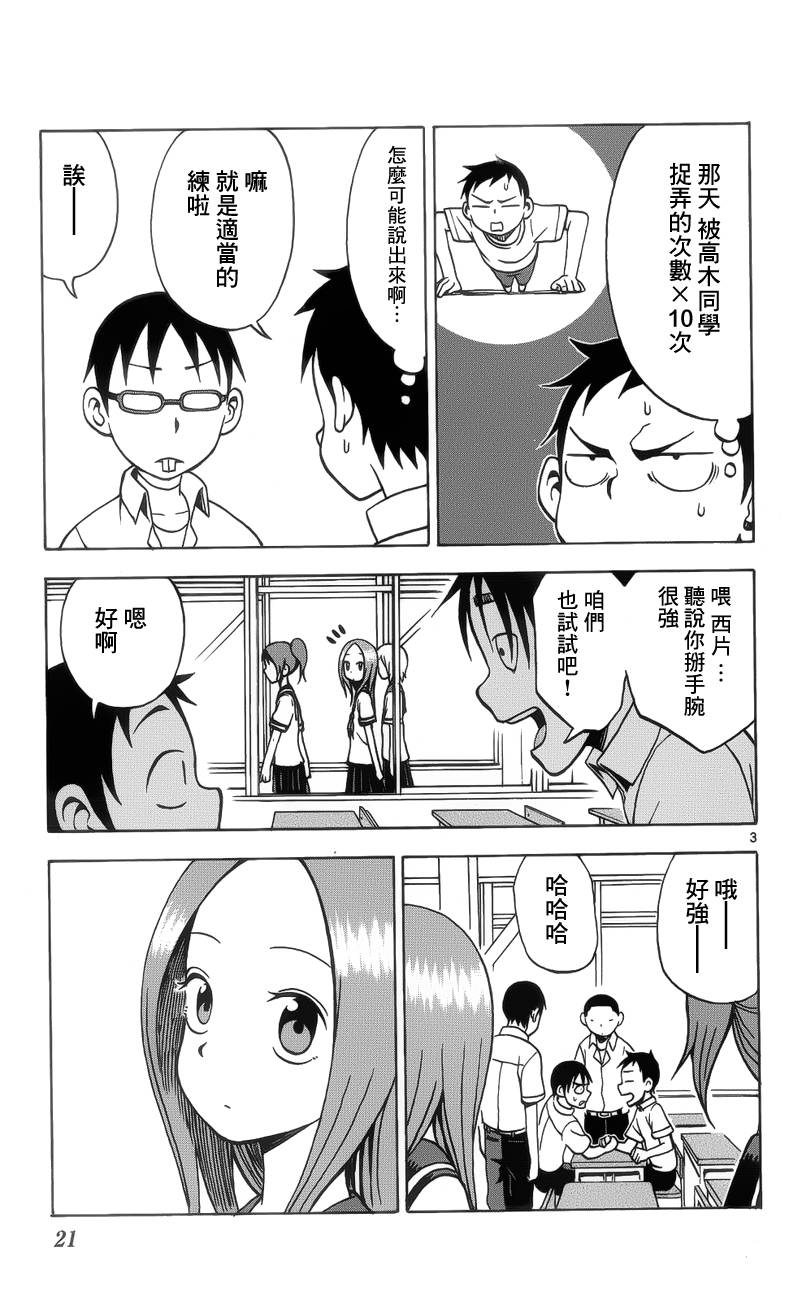 那天 被高木同學
捉弄的次數×10次
怎麼可能說出來啊…
嘛
就是適當的
練啦
誒——
喂 西片…
聽說你掰手腕
很強
咱們
也試試吧！
嗯
好啊
3
哦——
好強——
哈哈哈
21